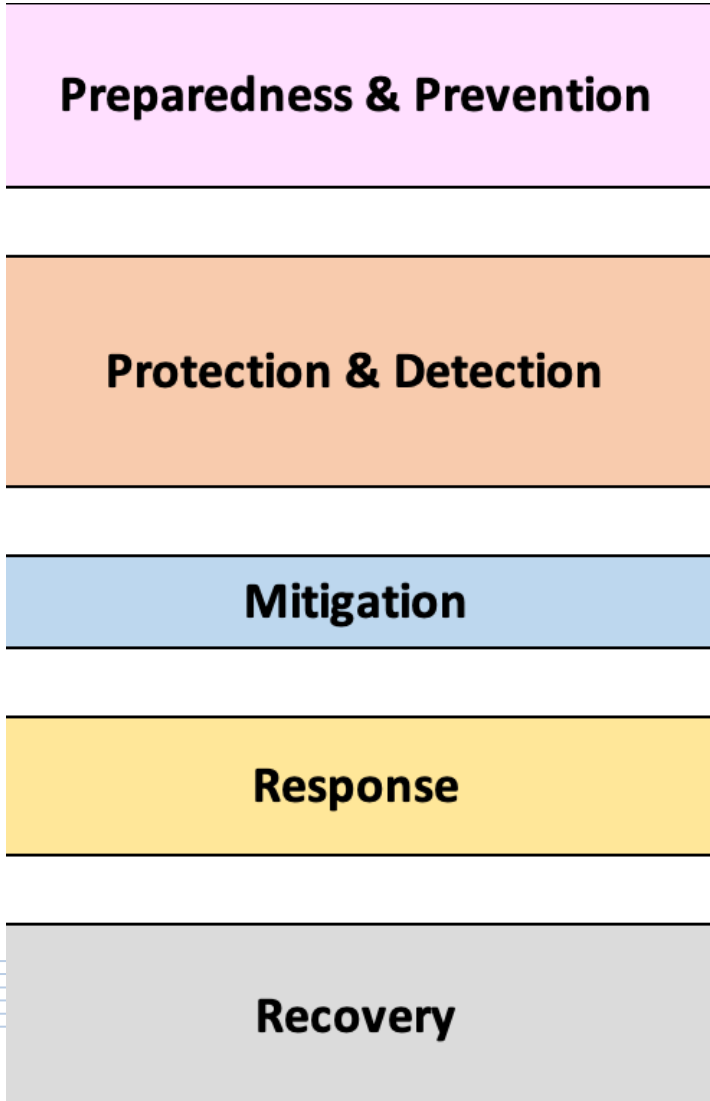 Preparedness & Prevention
Protection & Detection
Mitigation
Response
Recovery